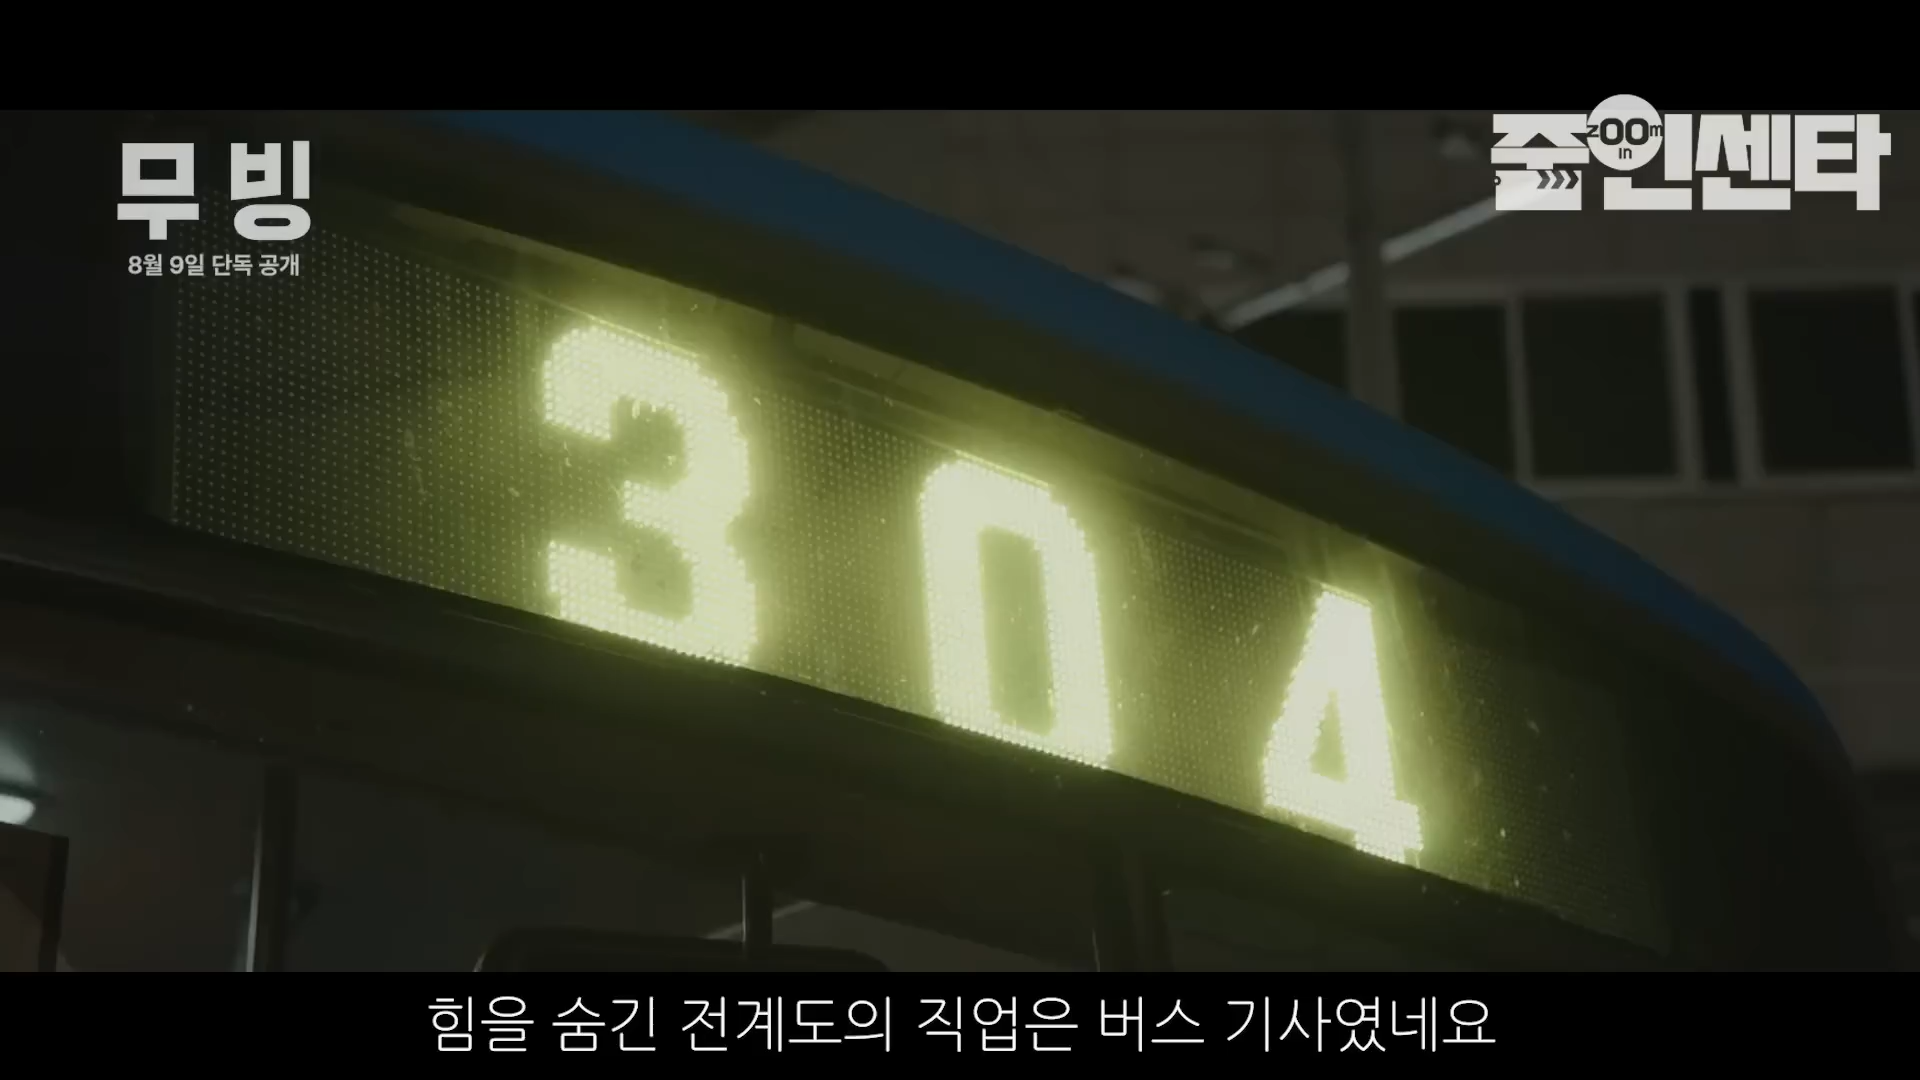 무빙
8월 9일 단독 공개
줌인센타
zoom
in
304
힘을 숨긴 전계도의 직업은 버스 기사였네요